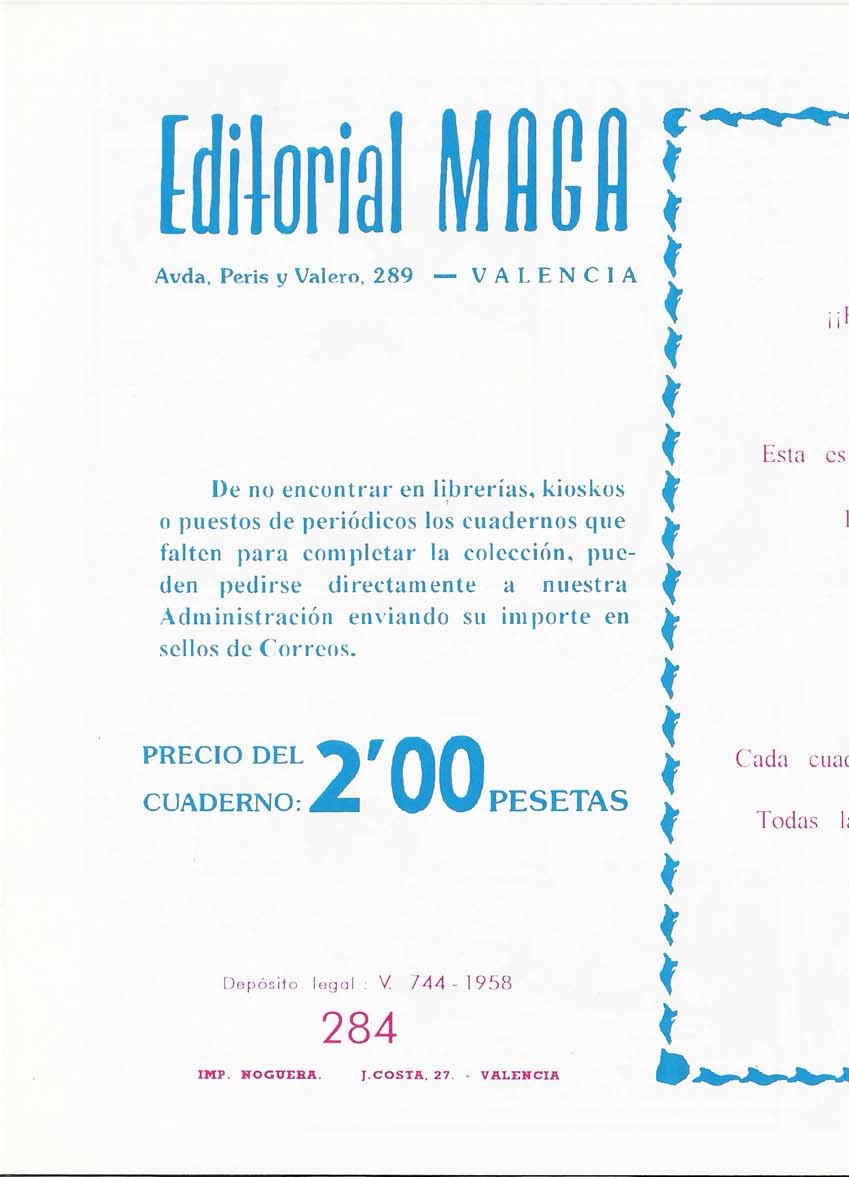 Editorial MAGA
Avda. Peris y Valero, 289 — VALENCIA
De no encontrar en librerías, kioskos
o puestos de periódicos los cuadernos que
falten para completar la colección, pue-
den pedirse directamente a nuestra
Administración enviando su importe en
sellos de Correos.
PRECIO DEL
CUADERNO: 2'00 PESETAS
Depósito legal : V. 744 - 1958
284
IMP. NOGUERA. J.COSTA, 27. - VALENCIA
¡¡
Esta es
Cada
Todas